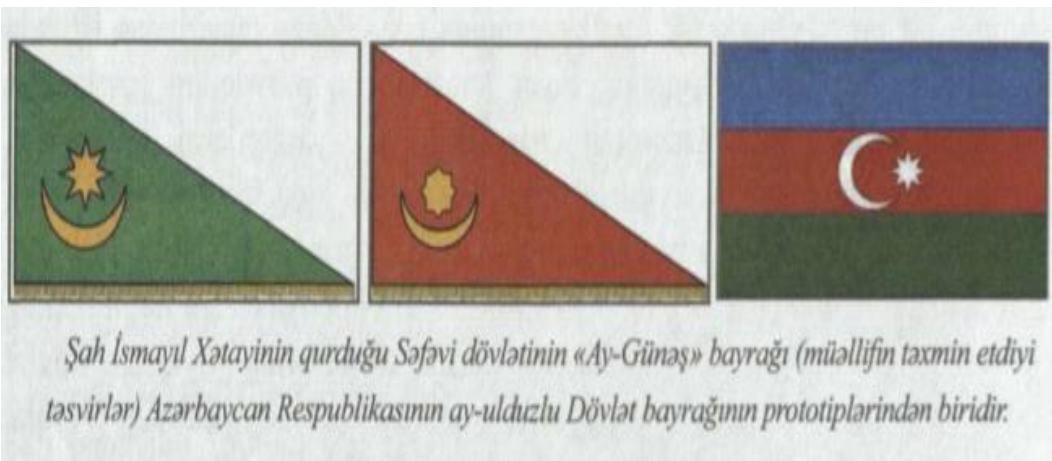 Şah İsmayıl Xətayinin qurduğu Səfəvi dövlətinin «Ay-Günəş» bayrağı (müəllifin təxmin etdiyi
təsvirlər) Azərbaycan Respublikasının ay-ulduzlu Dövlət bayrağının prototiplərindən biridir.